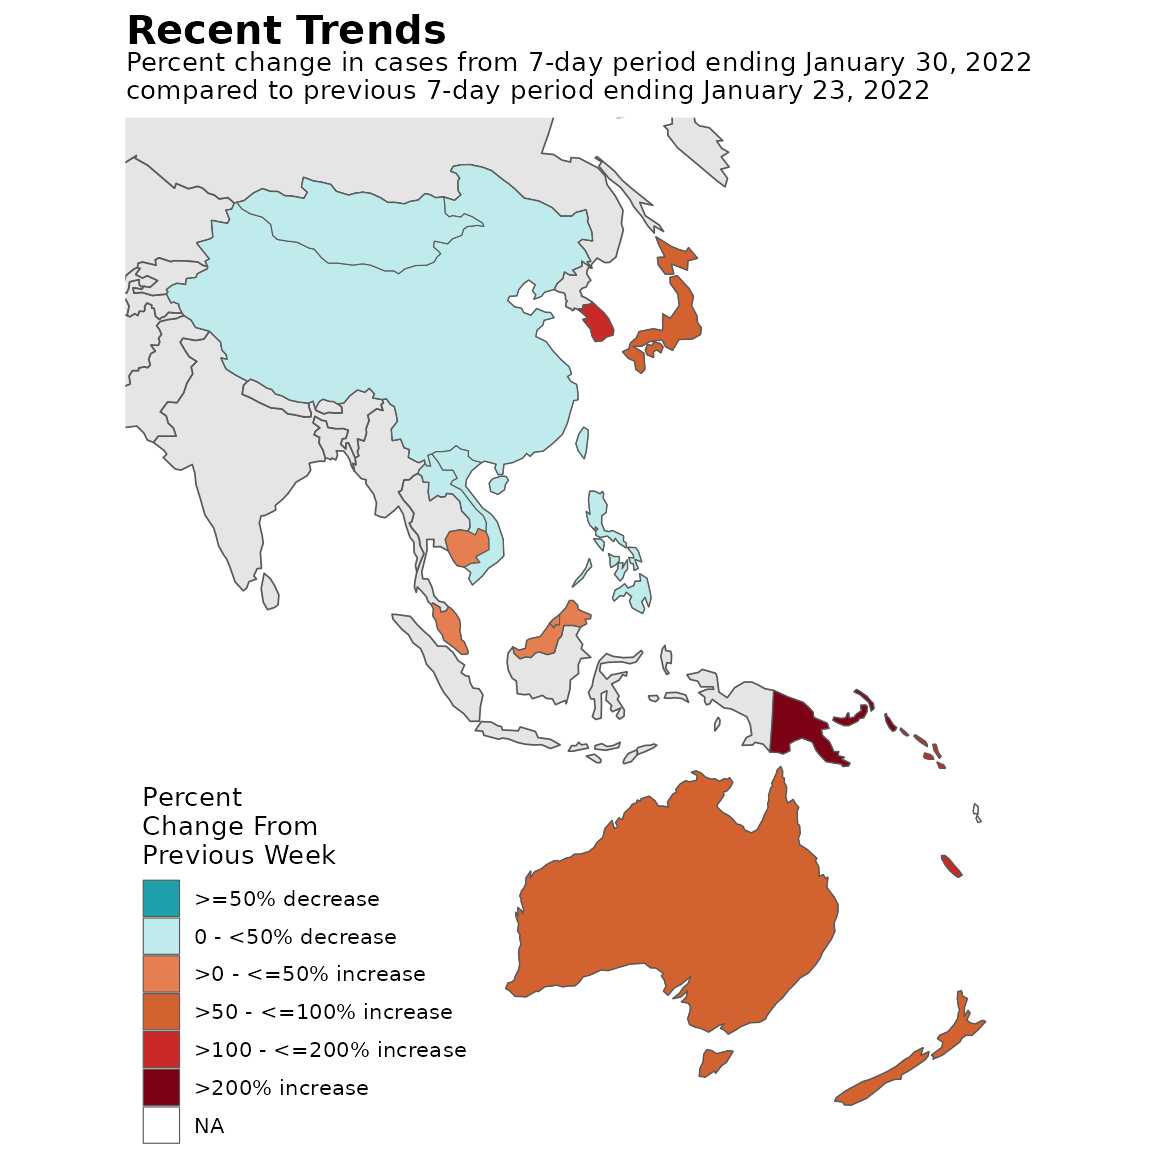 Recent Trends
Percent change in cases from 7-day period ending January 30, 2022
compared to previous 7-day period ending January 23, 2022
Percent
Change From
Previous Week
>=50% decrease
0 - <50% decrease
>0 - <=50% increase
>50 - <=100% increase
>100 - <=200% increase
>200% increase
NA